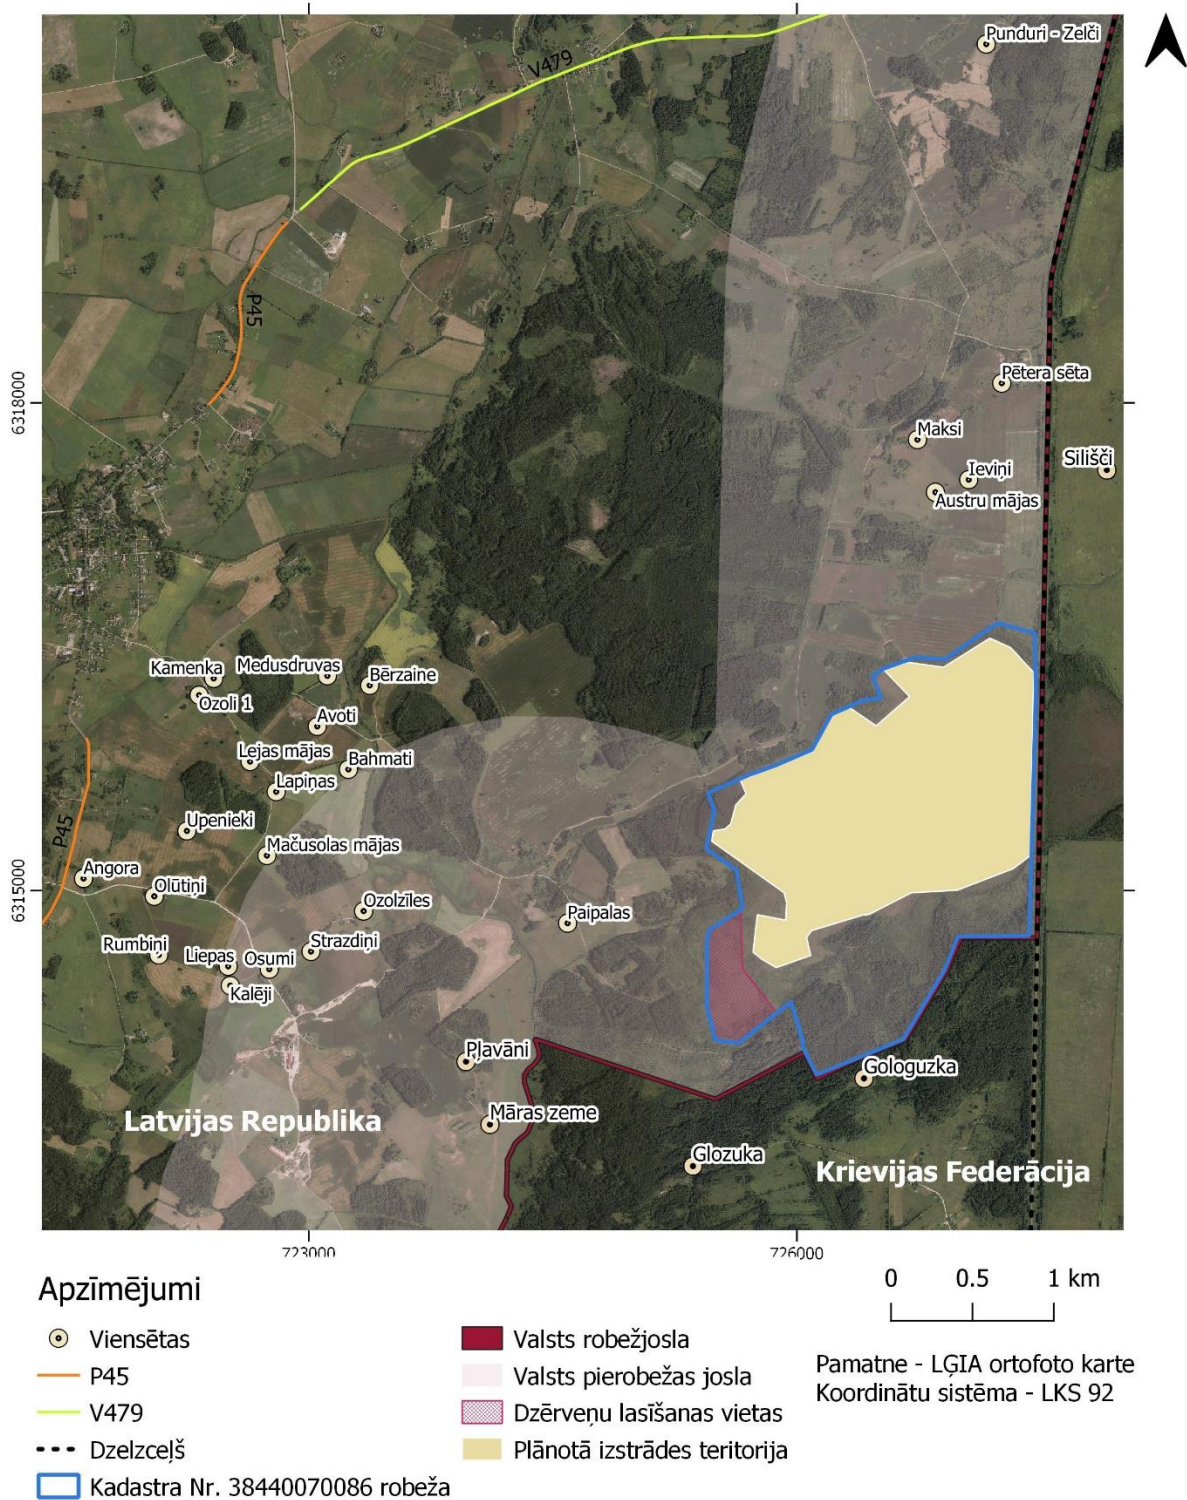 Punduri - Zelči
V479
P45
6318000
Pētera sēta
Maksi
Ieviņi
Silišči
Austru mājas
Kamenka
Medusdruvas
Bērzaine
Ozoli 1
Avoti
Lejas mājas
Bahmati
Lapiņas
P45
Upenieki
Mačusolas mājas
6315000
Angora
Olūtiņi
Ozolzīles
Paipalas
Rumbiņi
Liepas
Osumi
Strazdiņi
Kalēji
Pļavāni
Gologuzka
Latvijas Republika
Māras zeme
Glozuka
Krievijas Federācija
723000
726000
Apzīmējumi
0 0.5 1 km
Viensētas
P45
V479
Dzelzceļš
Kadastra Nr. 38440070086 robeža
Valsts robežjosla
Valsts pierobežas josla
Dzērveņu lasīšanas vietas
Plānotā izstrādes teritorija
Pamatne - LĢIA ortofoto karte
Koordinātu sistēma - LKS 92